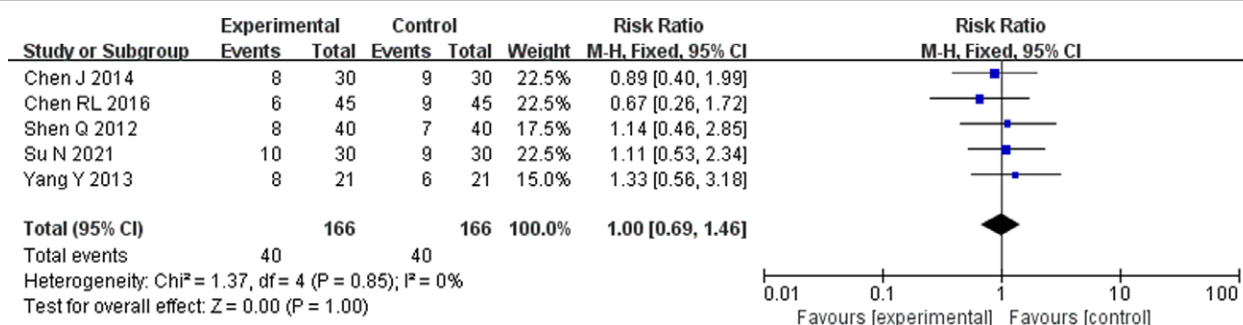 Experimental Control Risk Ratio Risk Ratio
Study or Subgroup Events Total Events Total Weight M-H, Fixed, 95% CI M-H, Fixed, 95% CI
Chen J 2014 8 30 9 30 22.5% 0.89 [0.40, 1.99]
Chen RL 2016 6 45 9 45 22.5% 0.67 [0.26, 1.72]
Shen Q 2012 8 40 7 40 17.5% 1.14 [0.46, 2.85]
Su N 2021 10 30 9 30 22.5% 1.11 [0.53, 2.34]
Yang Y 2013 8 21 6 21 15.0% 1.33 [0.56, 3.18]
Total (95% CI) 166 166 100.0% 1.00 [0.69, 1.46]
Total events 40 40
Heterogeneity: Chi² = 1.37, df = 4 (P = 0.85); I² = 0%
Test for overall effect: Z = 0.00 (P = 1.00)
0.01 0.1 1 10 100
Favours [experimental] Favours [control]